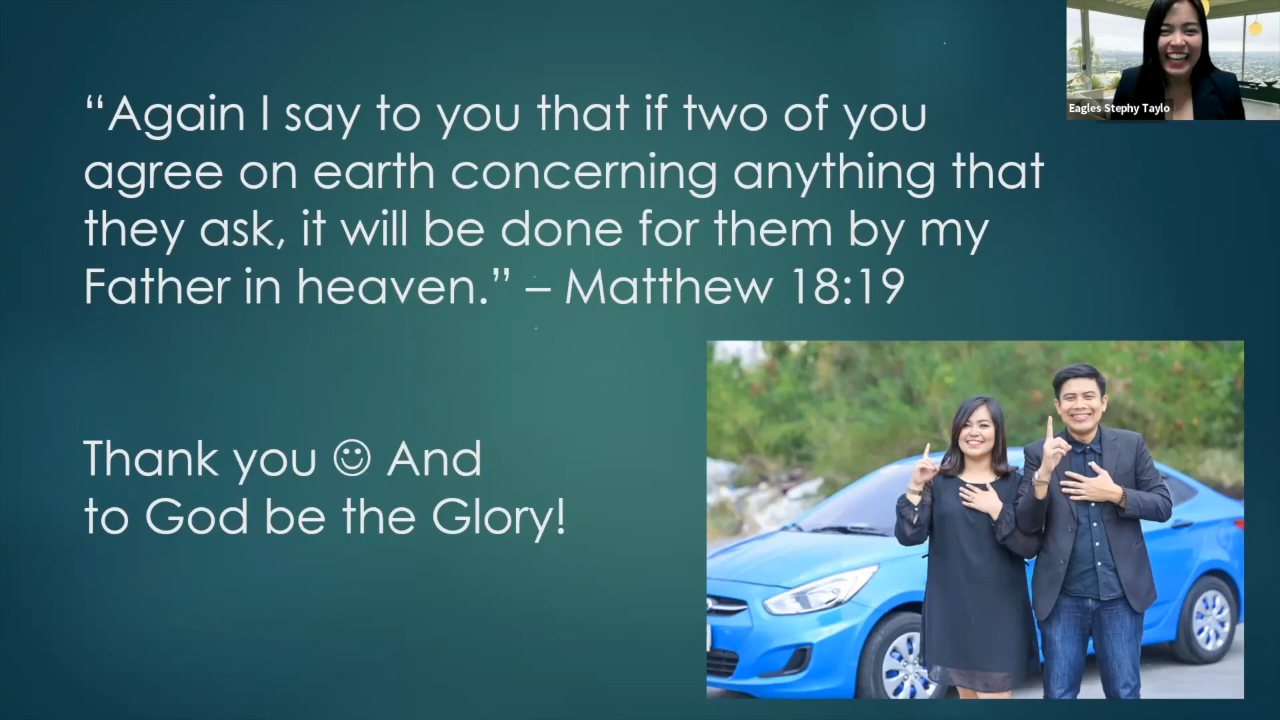 “Again I say to you that if two of you
agree on earth concerning anything that
they ask, it will be done for them by my
Father in heaven.” – Matthew 18:19
Thank you ☺ And
to God be the Glory!
Eagles Stephy Taylo